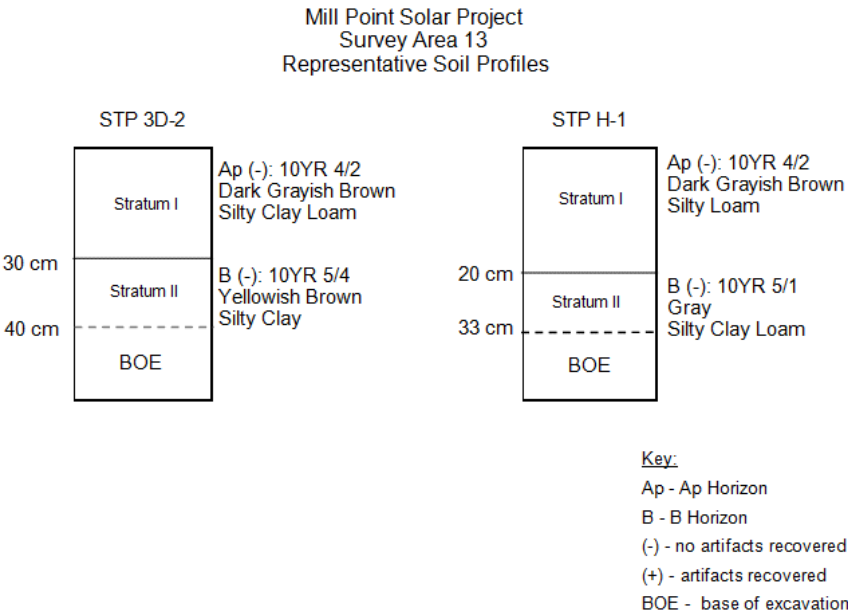 Mill Point Solar Project
Survey Area 13
Representative Soil Profiles
STP 3D-2
Stratum I
Ap (-): 10YR 4/2
Dark Grayish Brown
Silty Clay Loam
30 cm
Stratum II
B (-): 10YR 5/4
Yellowish Brown
Silty Clay
40 cm
BOE
STP H-1
Stratum I
Ap (-): 10YR 4/2
Dark Grayish Brown
Silty Loam
20 cm
Stratum II
B (-): 10YR 5/1
Gray
Silty Clay Loam
33 cm
BOE
Key:
Ap - Ap Horizon
B - B Horizon
(-) - no artifacts recovered
(+) - artifacts recovered
BOE - base of excavation